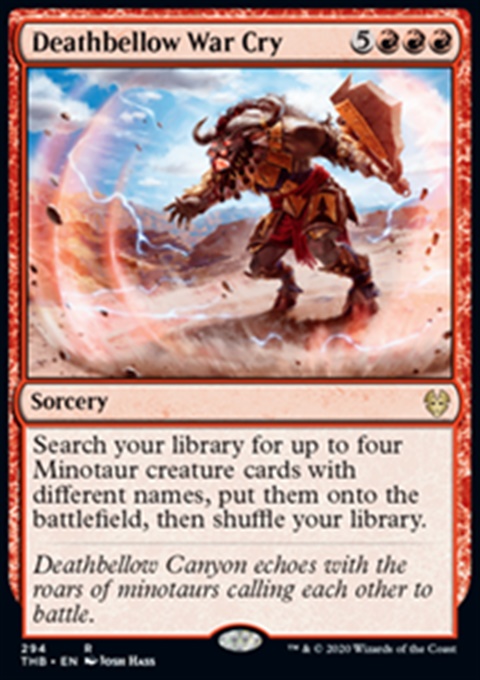 Deathbellow War Cry 5
Sorcery
Search your library for up to four
Minotaur creature cards with
different names, put them onto the
battlefield, then shuffle your library.
Deathbellow Canyon echoes with the
roars of minotaurs calling each other to
battle.
294 R
THB • EN Josh Hass
™ & © 2020 Wizards of the Coast